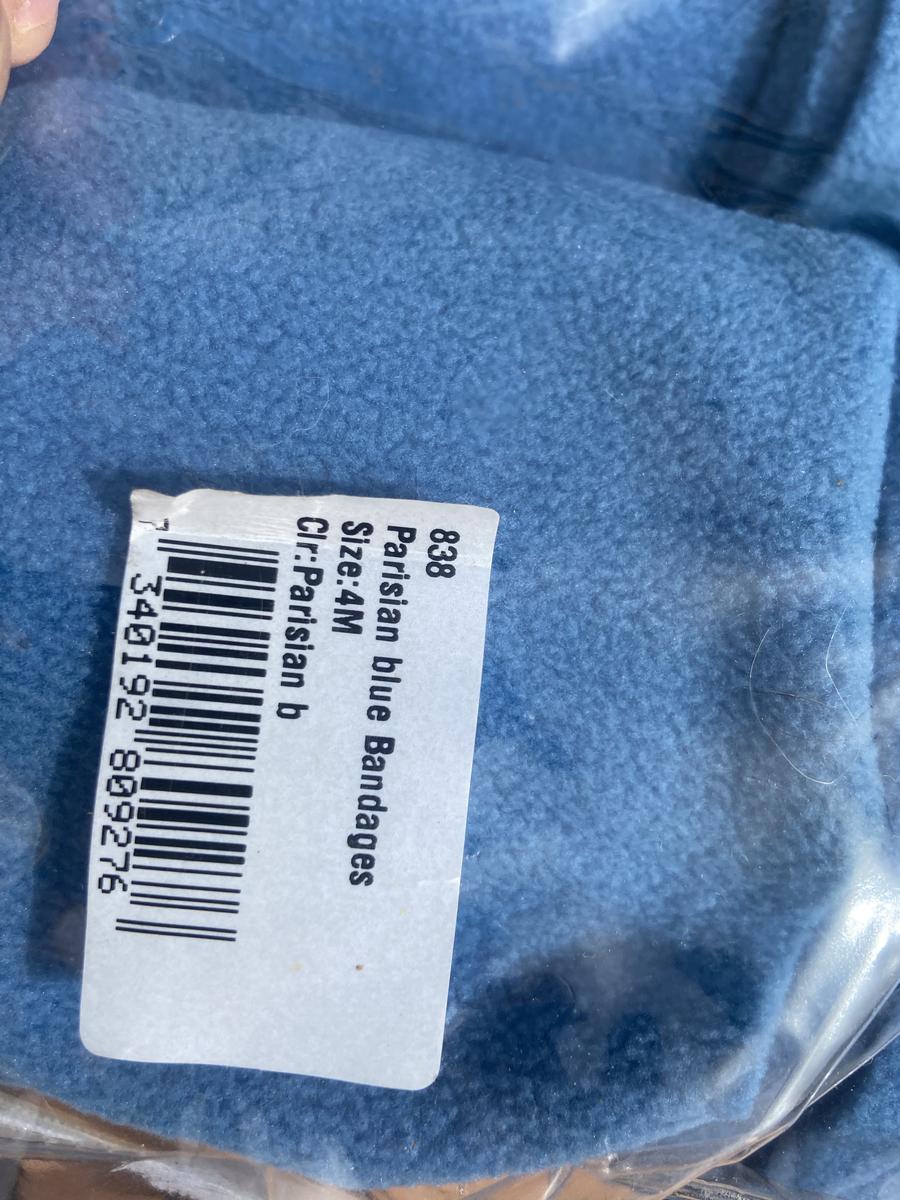 838
Parisian blue Bandages
Size:4M
Clr:Parisian b
7 340192 809276